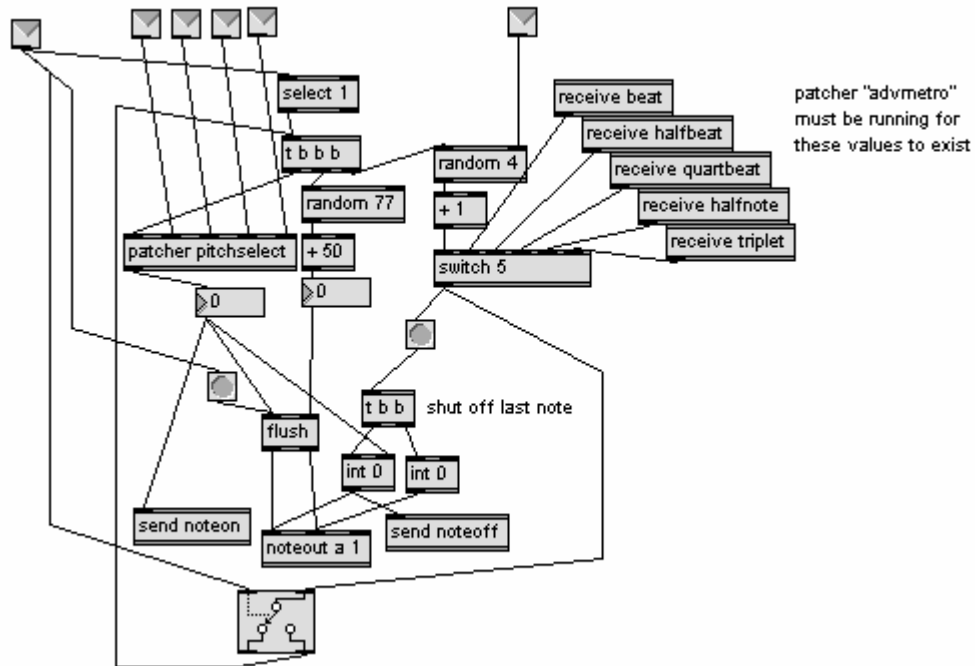 select 1
t b b b
random 77
patcher pitchselect
+ 50
0
0
flush
send noteon
noteout a 1
random 4
+ 1
switch 5
receive beat
receive halfbeat
receive quartbeat
receive halfnote
receive triplet
patcher "advmetro"
must be running for
these values to exist
t b b
shut off last note
int 0
int 0
send noteoff